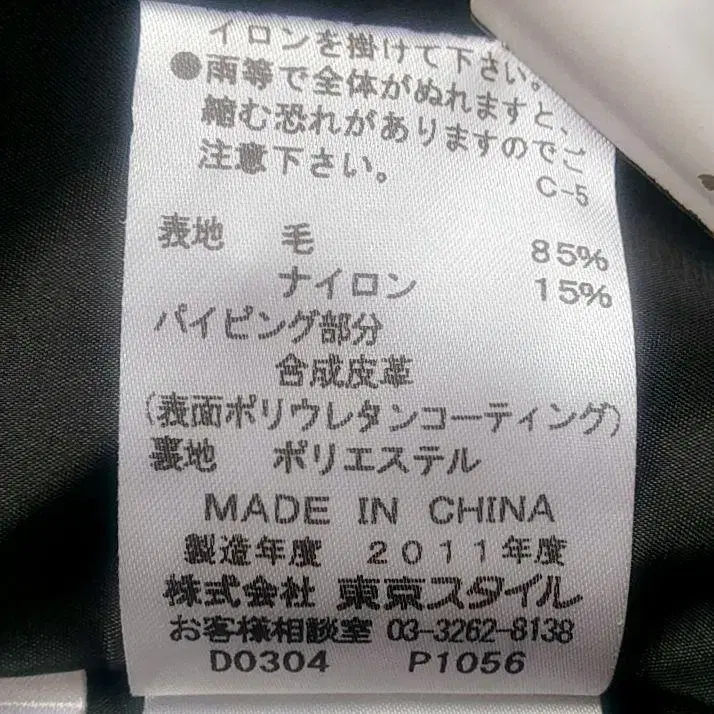 イロンを掛けて下さい。
●雨等で全体がぬれますと、
縮む恐れがありますのでご
注意下さい。
C-5
表地 毛 85%
ナイロン 15%
パイピング部分
合成皮革
(表面ポリウレタンコーティング)
裏地 ポリエステル
MADE IN CHINA
製造年度 2011年度
株式会社 東京スタイル
お客様相談室 03-3262-8138
D0304 P1056